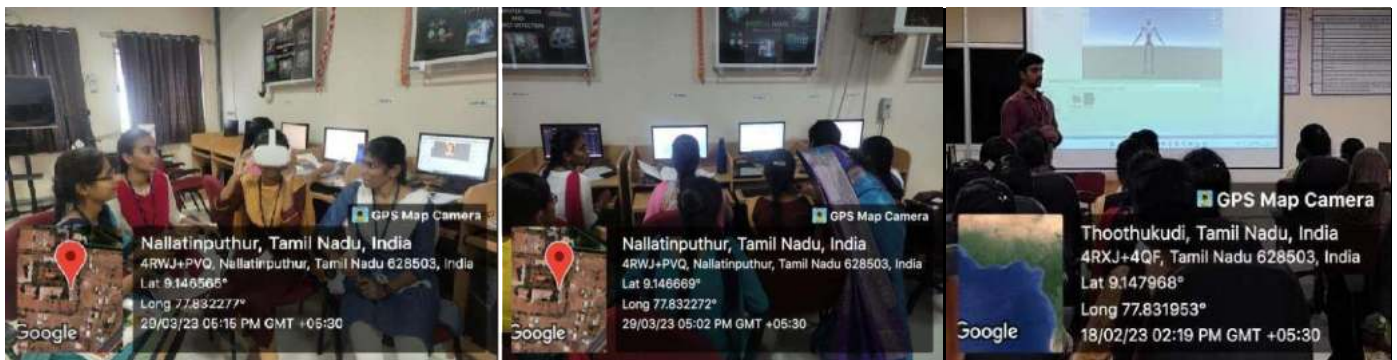 GPS Map Camera
Nallatinputhur, Tamil Nadu, India
4RWJ+PVQ, Nallatinputhur, Tamil Nadu 628503, India
Lat 9.146565°
Long 77.832277°
29/03/23 05:15 PM GMT +05:30
Google
AND
GPS Map Camera
Nallatinputhur, Tamil Nadu, India
4RWJ+PVQ, Nallatinputhur, Tamil Nadu 628503, India
Lat 9.146669°
Long 77.832272°
29/03/23 05:02 PM GMT +05:30
Google
GPS Map Camera
Thoothukudi, Tamil Nadu, India
4RXJ+4QF, Tamil Nadu 628503, India
Lat 9.147968°
Long 77.831953°
18/02/23 02:19 PM GMT +05:30
Google